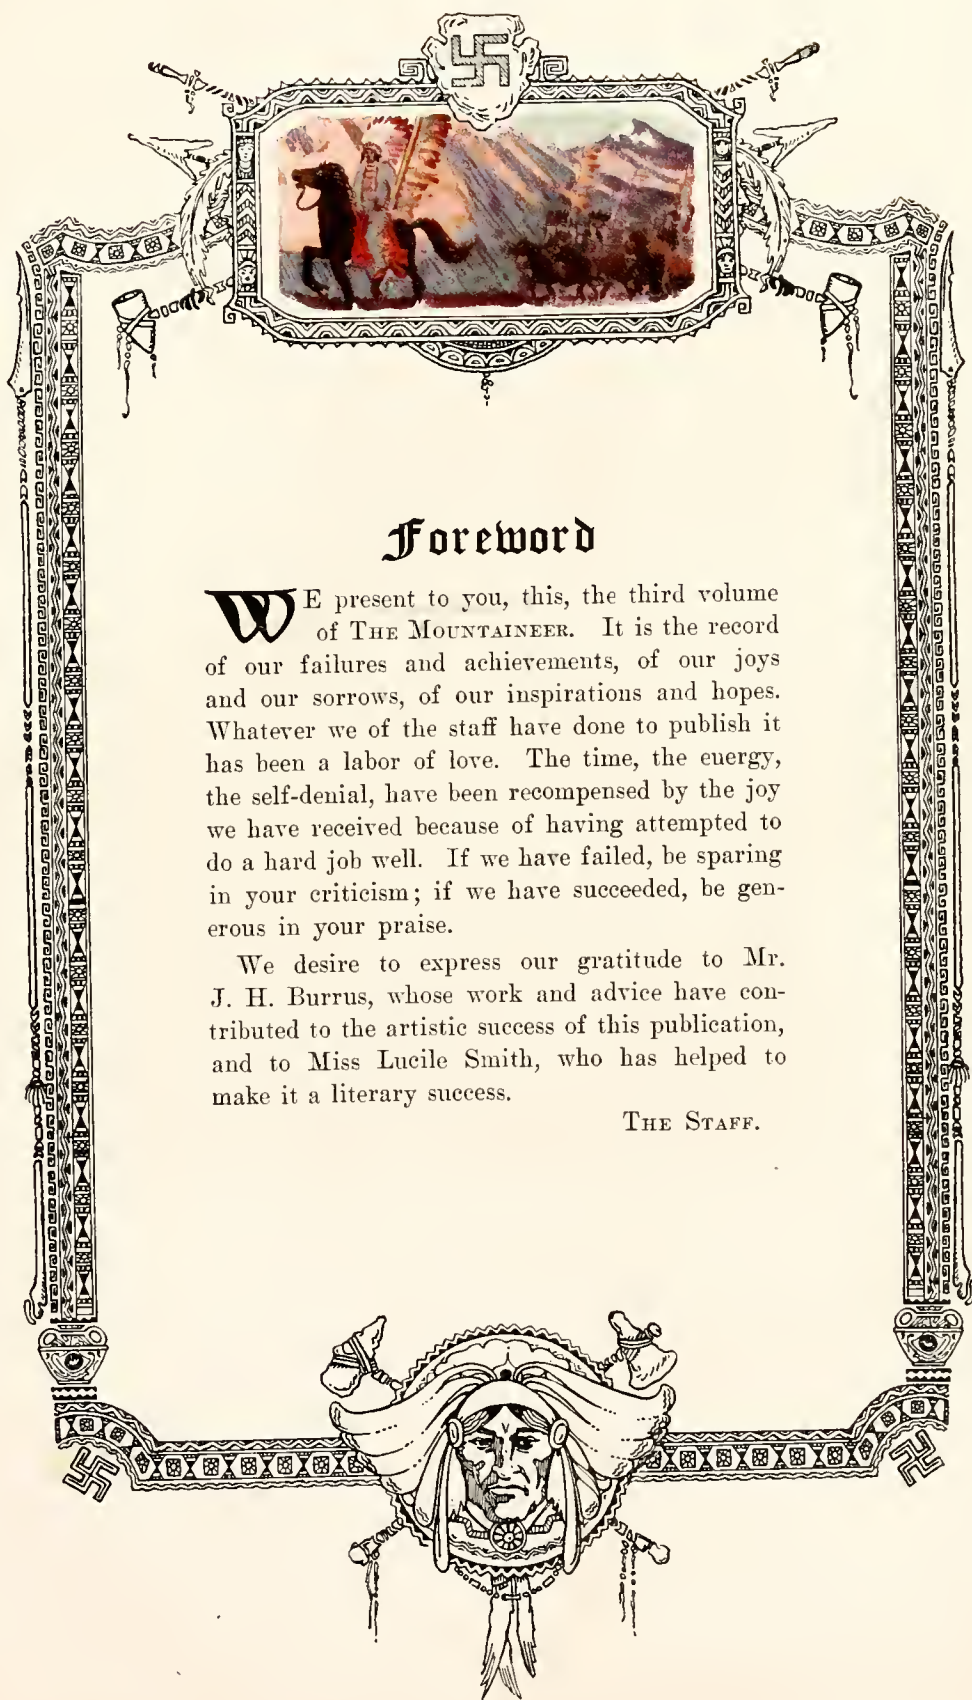 Foreword
WE present to you, this, the third volume
of THE MOUNTAINEER. It is the record
of our failures and achievements, of our joys
and our sorrows, of our inspirations and hopes.
Whatever we of the staff have done to publish it
has been a labor of love. The time, the energy,
the self-denial, have been recompensed by the joy
we have received because of having attempted to
do a hard job well. If we have failed, be sparing
in your criticism; if we have succeeded, be gen-
erous in your praise.
We desire to express our gratitude to Mr.
J. H. Burrus, whose work and advice have con-
tributed to the artistic success of this publication,
and to Miss Lucile Smith, who has helped to
make it a literary success.
THE STAFF.